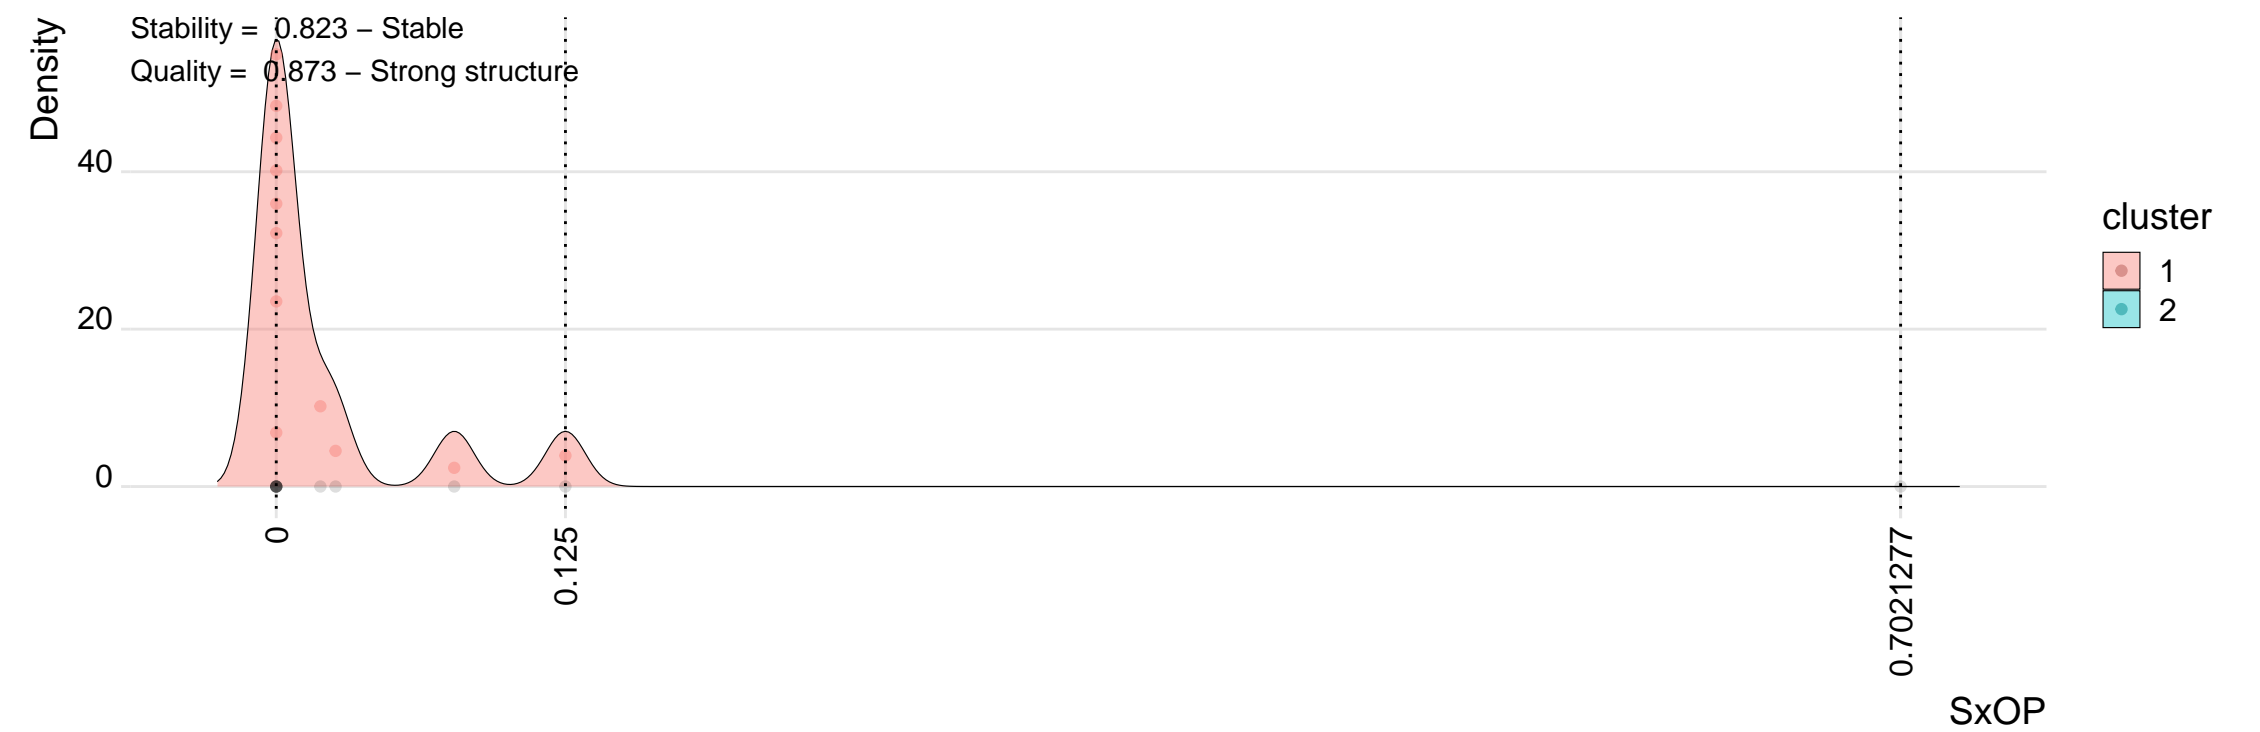 Density
Stability =  0.823 – Stable
Quality =  0.873 – Strong structure
40
20
0
0
0.125
0.7021277
SxOP
cluster
1
2